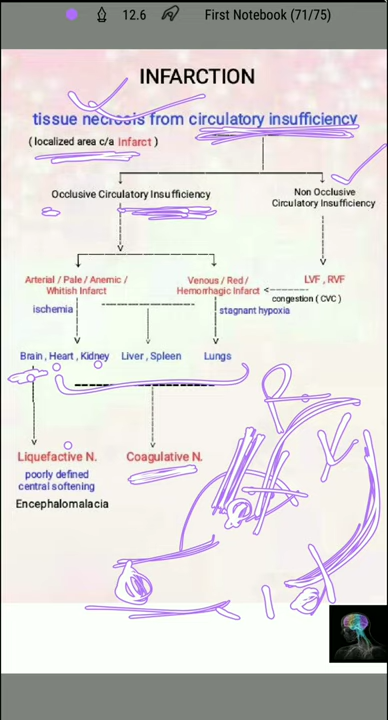 12.6
First Notebook (71/75)
INFARCTION
tissue necrosis from circulatory insufficiency
( localized area c/a Infarct )
Occlusive Circulatory Insufficiency
Non Occlusive
Circulatory Insufficiency
Arterial / Pale / Anemic /
Whitish Infarct
Venous / Red /
Hemorrhagic Infarct
LVF , RVF
congestion ( CVC )
ischemia
stagnant hypoxia
Brain , Heart , Kidney
Liver , Spleen
Lungs
Liquefactive N.
Coagulative N.
poorly defined
central softening
Encephalomalacia